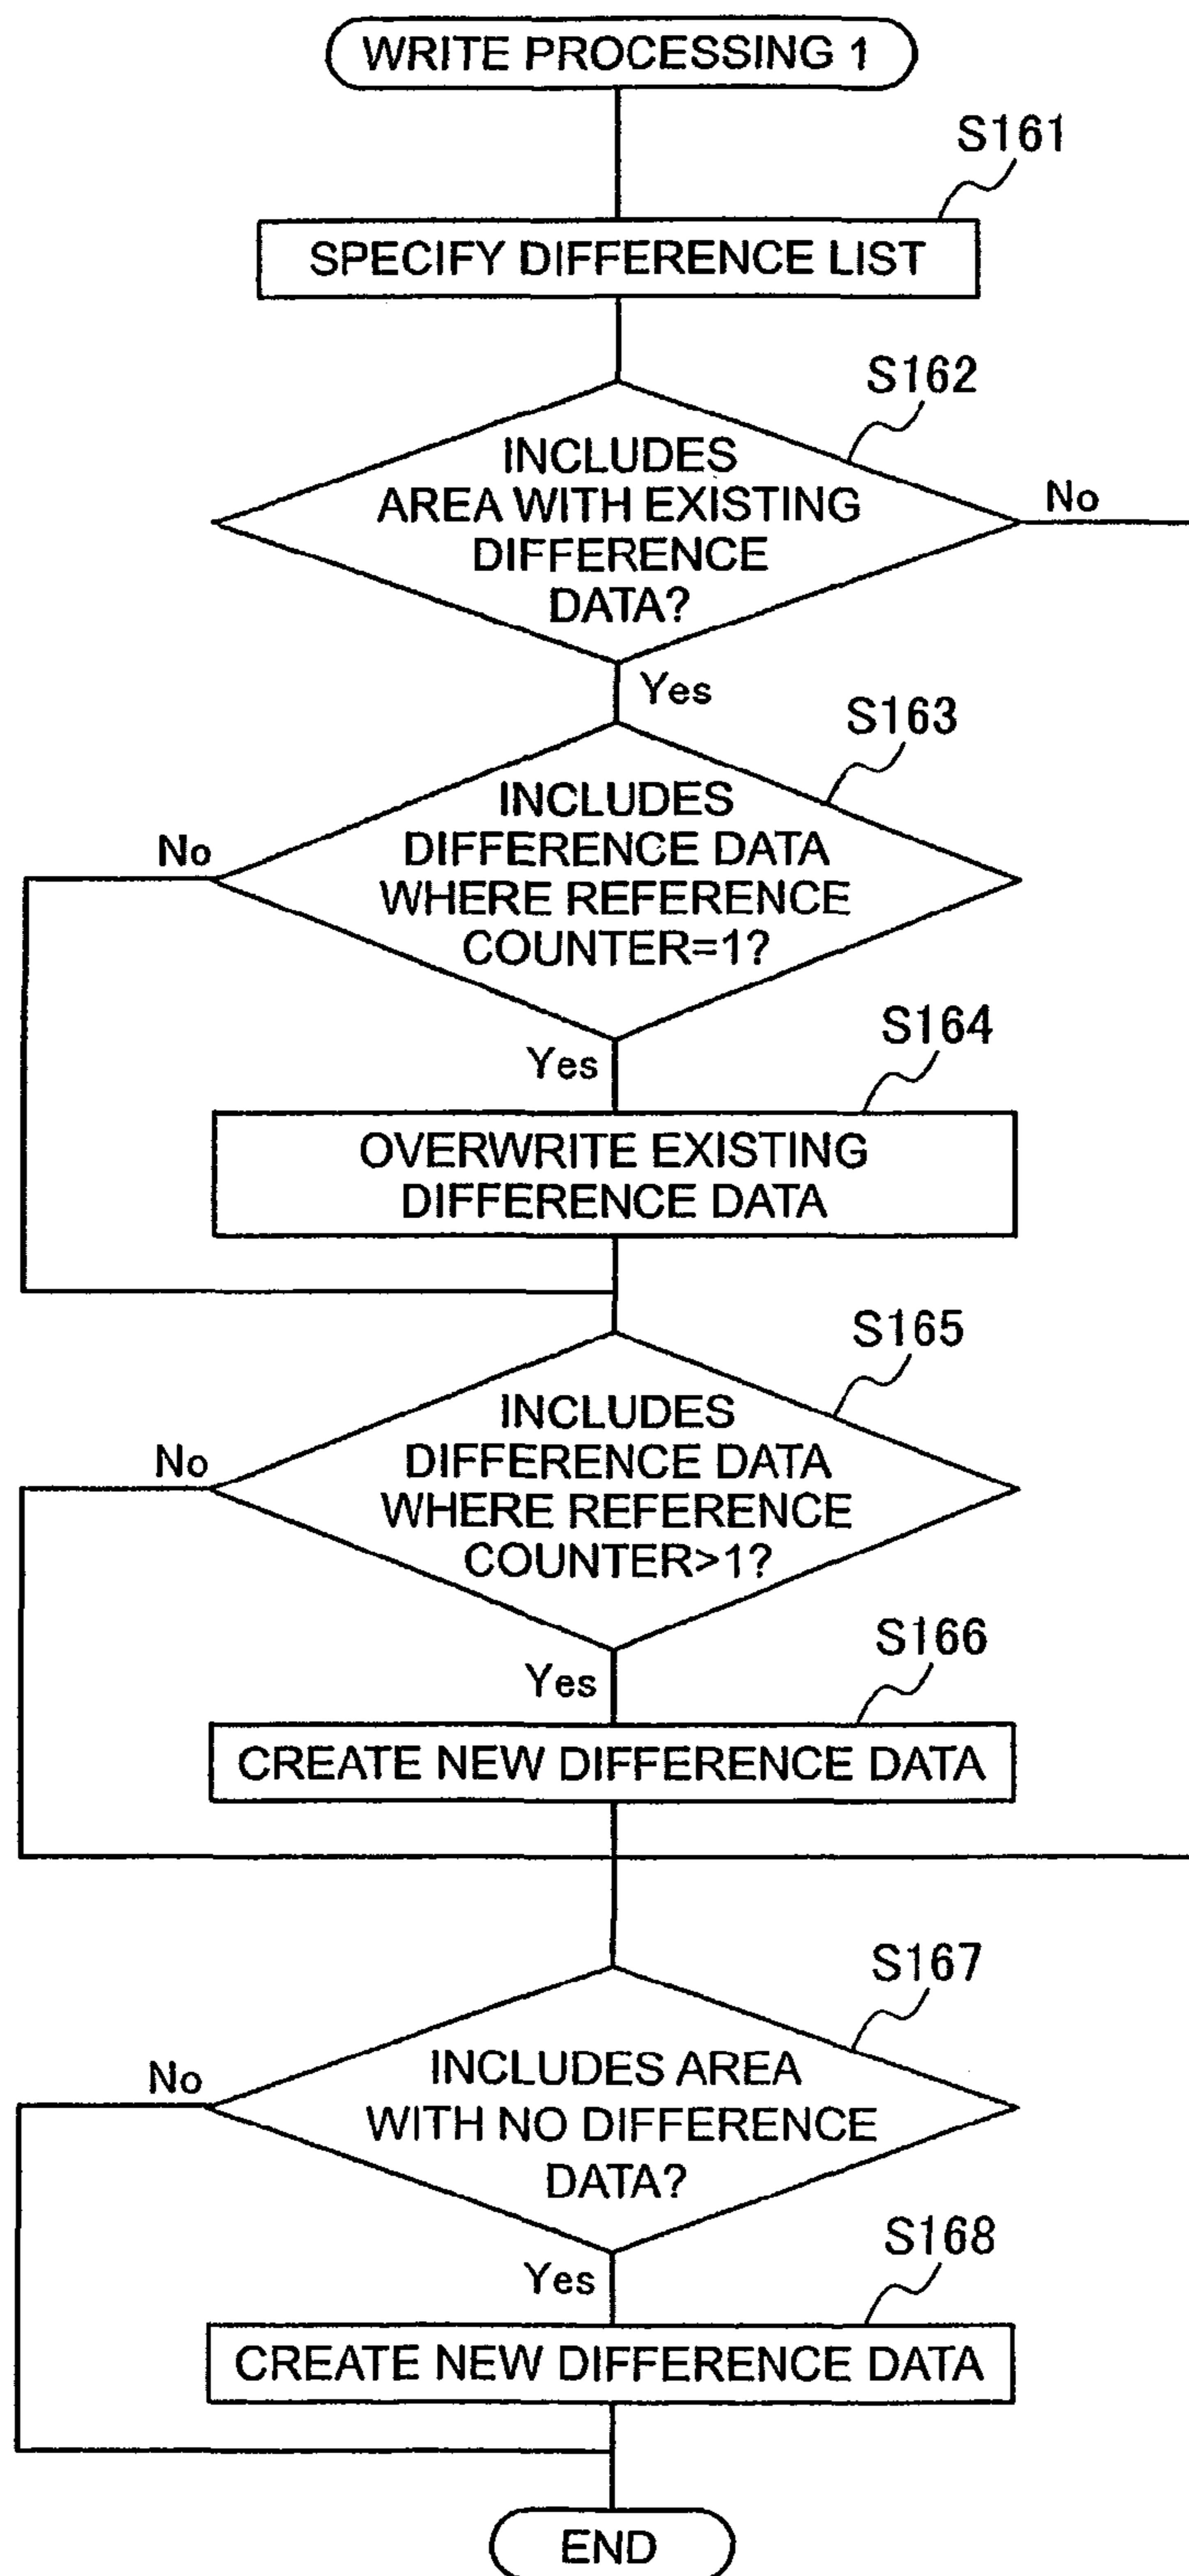 WRITE PROCESSING 1
S161
SPECIFY DIFFERENCE LIST
S162
INCLUDES
AREA WITH EXISTING
DIFFERENCE
DATA?
No
Yes
S163
INCLUDES
DIFFERENCE DATA
WHERE REFERENCE
COUNTER=1?
No
Yes
S164
OVERWRITE EXISTING
DIFFERENCE DATA
S165
INCLUDES
DIFFERENCE DATA
WHERE REFERENCE
COUNTER>1?
No
Yes
S166
CREATE NEW DIFFERENCE DATA
S167
INCLUDES AREA
WITH NO DIFFERENCE
DATA?
No
Yes
S168
CREATE NEW DIFFERENCE DATA
END